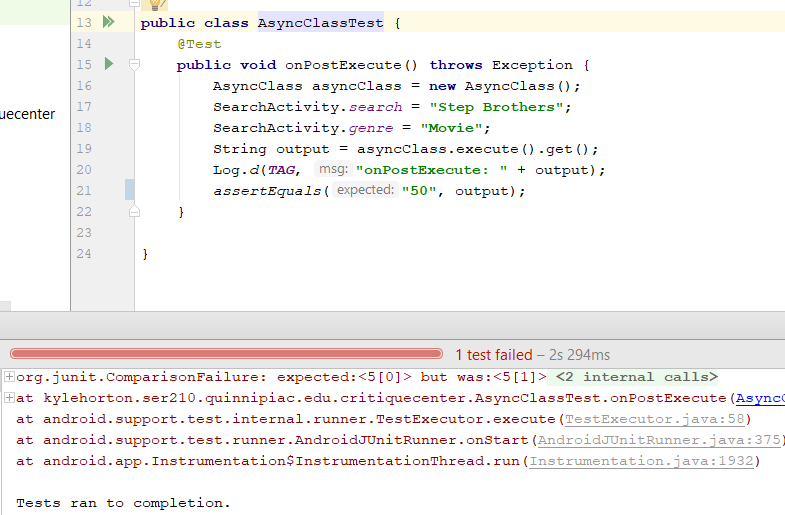 12
13 public class AsyncClassTest {
14 @Test
15 public void onPostExecute() throws Exception {
16 AsyncClass asyncClass = new AsyncClass();
uecenter
17 SearchActivity.search = "Step Brothers";
18 SearchActivity.genre = "Movie";
19 String output = asyncClass.execute().get();
20 Log.d(TAG, msg: "onPostExecute: " + output);
21 assertEquals( expected: "50", output);
22 }
23
24 }
1 test failed – 2s 294ms
org.junit.ComparisonFailure: expected:<5[0]> but was:<5[1]> <2 internal calls>
at kylehorton.ser210.quinnipiac.edu.critiquecenter.AsyncClassTest.onPostExecute(AsyncC
at android.support.test.internal.runner.TestExecutor.execute(TestExecutor.java:58)
at android.support.test.runner.AndroidJUnitRunner.onStart(AndroidJUnitRunner.java:375)
at android.app.Instrumentation$InstrumentationThread.run(Instrumentation.java:1932)
Tests ran to completion.